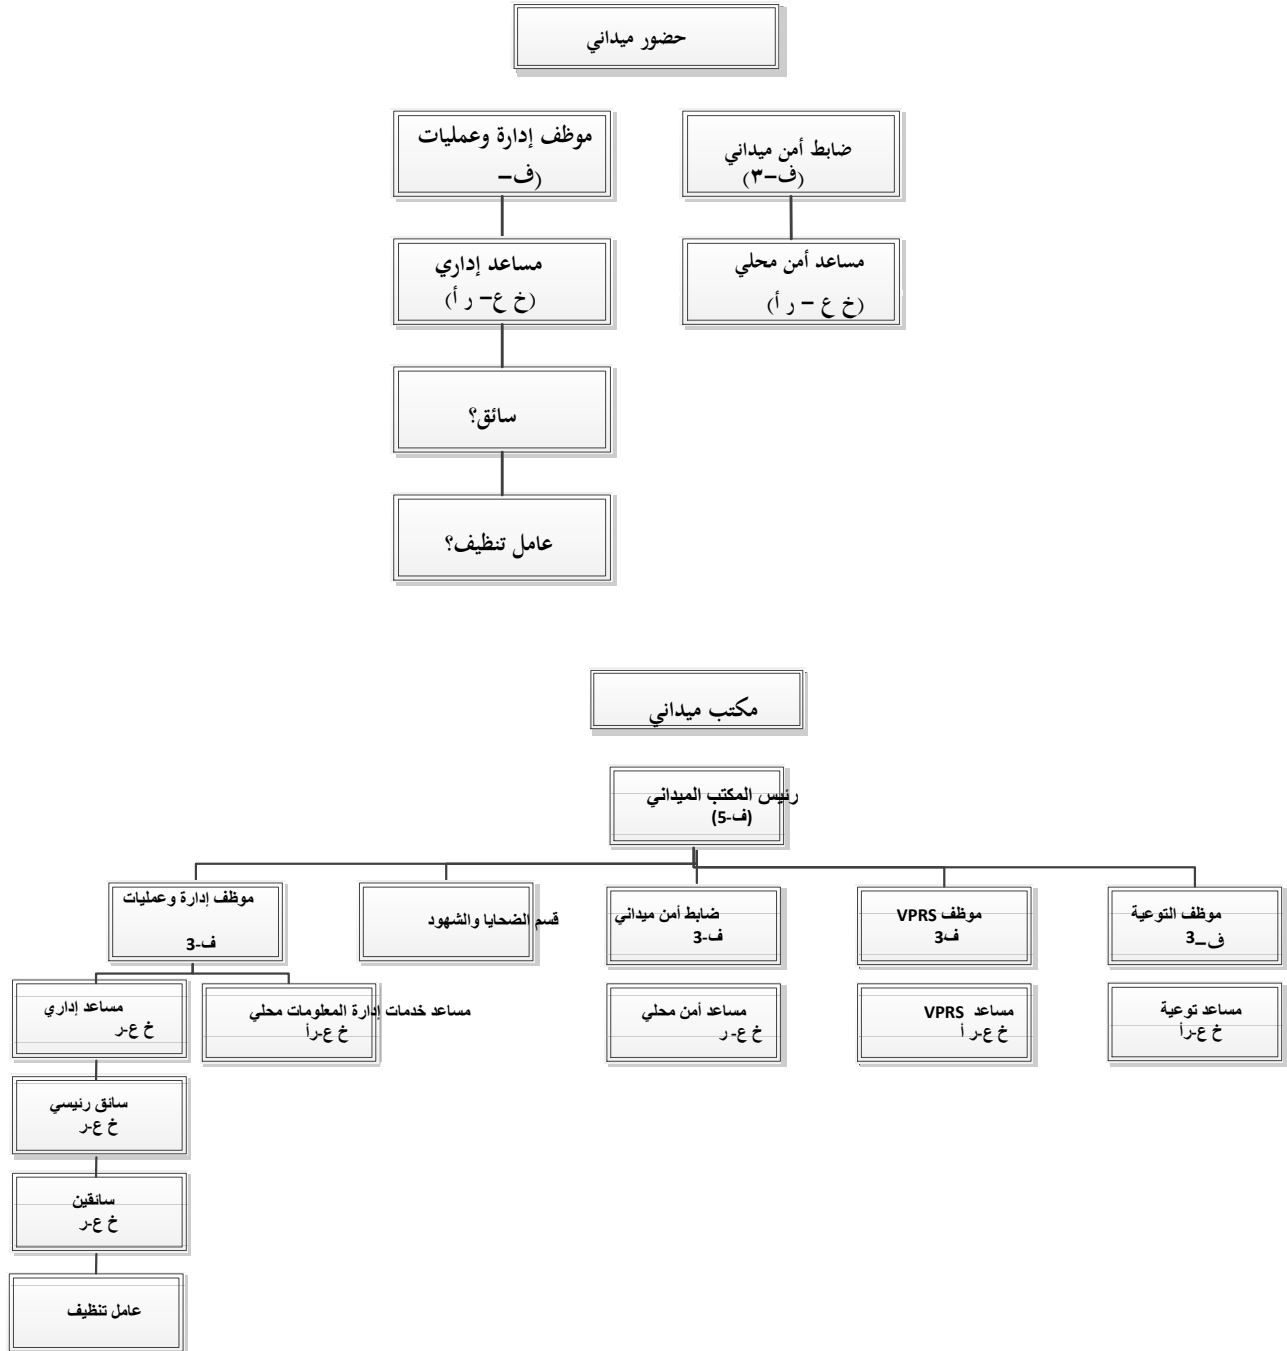 حضور ميداني
ضابط أمن ميداني
(ف–٣)
موظف إدارة وعمليات
(ف–
مساعد أمن محلي
(خ ع – ر أ)
مساعد إداري
(خ ع– ر أ)
سائق؟
عامل تنظيف؟
مكتب ميداني
رئيس المكتب الميداني
(ف-5)
موظف التوعية
ف–3
موظف VPRS
ف3
ضابط أمن ميداني
ف-3
قسم الضحايا والشهود
موظف إدارة وعمليات
ف-3
مساعد توعية
خ ع-رأ
مساعد VPRS
خ ع-ر أ
مساعد أمن محلي
خ ع- ر
مساعد خدمات إدارة المعلومات محلي
خ ع-رأ
مساعد إداري
خ ع-ر
سائق رئيسي
خ ع-ر
سائقين
خ ع-ر
عامل تنظيف